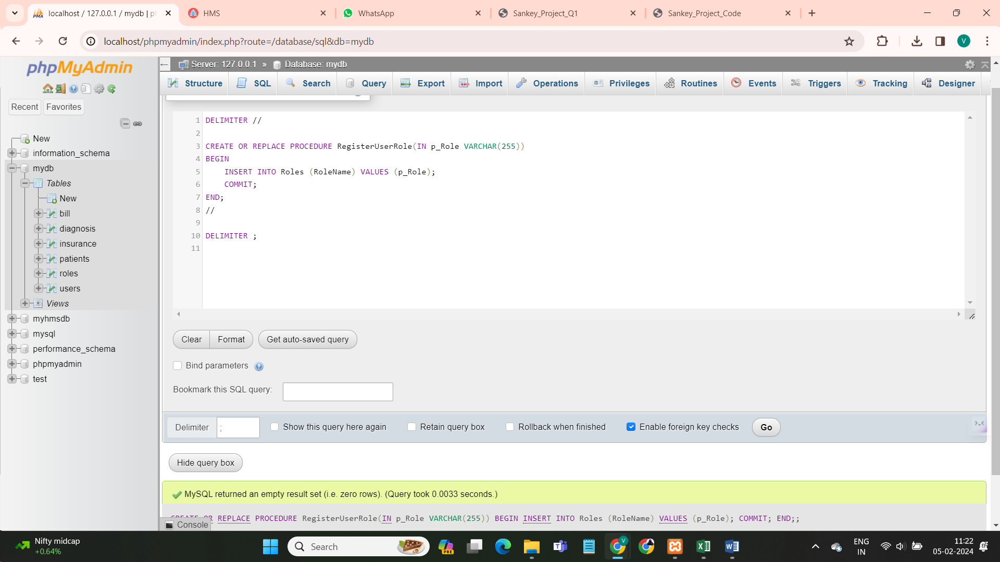 localhost / 127.0.0.1 / mydb | ph
HMS
WhatsApp
Sankey_Project_Q1
Sankey_Project_Code
localhost/phpmyadmin/index.php?route=/database/sql&db=mydb
V
phpMyAdmin
Recent
Favorites
New
information_schema
mydb
Tables
New
bill
diagnosis
insurance
patients
roles
users
Views
myhmsdb
mysql
performance_schema
phpmyadmin
test
Server: 127.0.0.1 » Database: mydb
Structure
SQL
Search
Query
Export
Import
Operations
Privileges
Routines
Events
Triggers
Tracking
Designer
1 DELIMITER //
2
3 CREATE OR REPLACE PROCEDURE RegisterUserRole(IN p_Role VARCHAR(255))
4 BEGIN
5 INSERT INTO Roles (RoleName) VALUES (p_Role);
6 COMMIT;
7 END;
8 //
9
10 DELIMITER ;
11
Clear
Format
Get auto-saved query
Bind parameters
Bookmark this SQL query:
Delimiter ;
Show this query here again
Retain query box
Rollback when finished
Enable foreign key checks
Go
Hide query box
MySQL returned an empty result set (i.e. zero rows). (Query took 0.0033 seconds.)
CREATE OR REPLACE PROCEDURE RegisterUserRole(IN p_Role VARCHAR(255)) BEGIN INSERT INTO Roles (RoleName) VALUES (p_Role); COMMIT; END;;
Console
Nifty midcap
+0.64%
Search
PRE
V
ENG
IN
11:22
05-02-2024